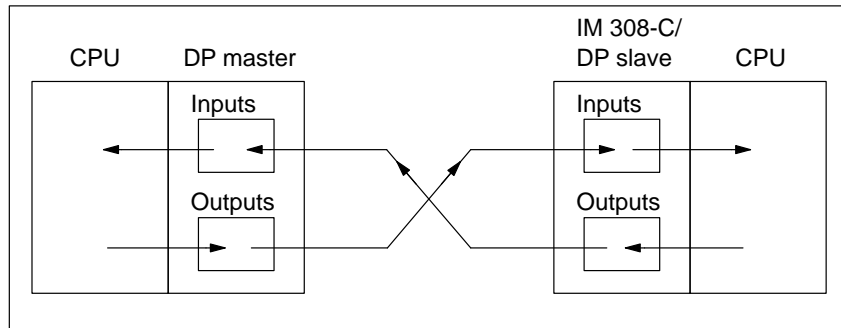 IM 308-C/
CPU DP master DP slave CPU
Inputs Inputs
Outputs Outputs